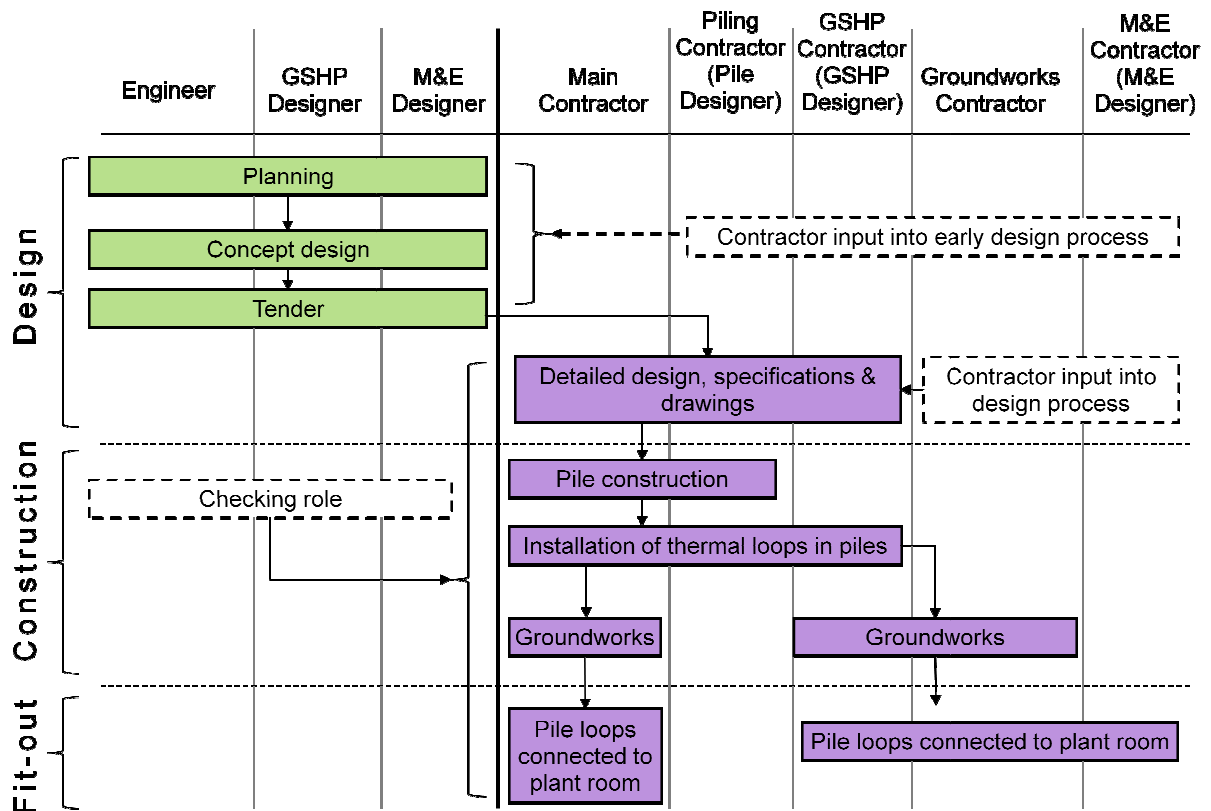 Engineer
GSHP
Designer
M&E
Designer
Main
Contractor
Piling
Contractor
(Pile
Designer)
GSHP
Contractor
(GSHP
Designer)
Groundworks
Contractor
M&E
Contractor
(M&E
Designer)
Design
Planning
Concept design
Contractor input into early design process
Tender
Detailed design, specifications &
drawings
Contractor input into
design process
Construction
Pile construction
Checking role
Installation of thermal loops in piles
Groundworks
Groundworks
Fit-out
Pile loops
connected to
plant room
Pile loops connected to plant room